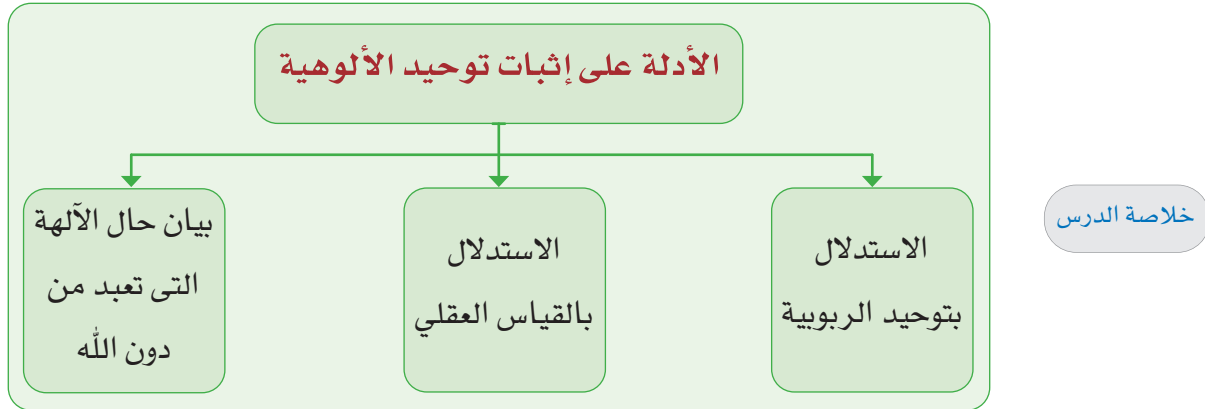 خلاصة الدرس
الأدلة على إثبات توحيد الألوهية
الاستدلال
بتوحيد الربوبية
الاستدلال
بالقياس العقلي
بيان حال الآلهة
التى تعبد من
دون الله